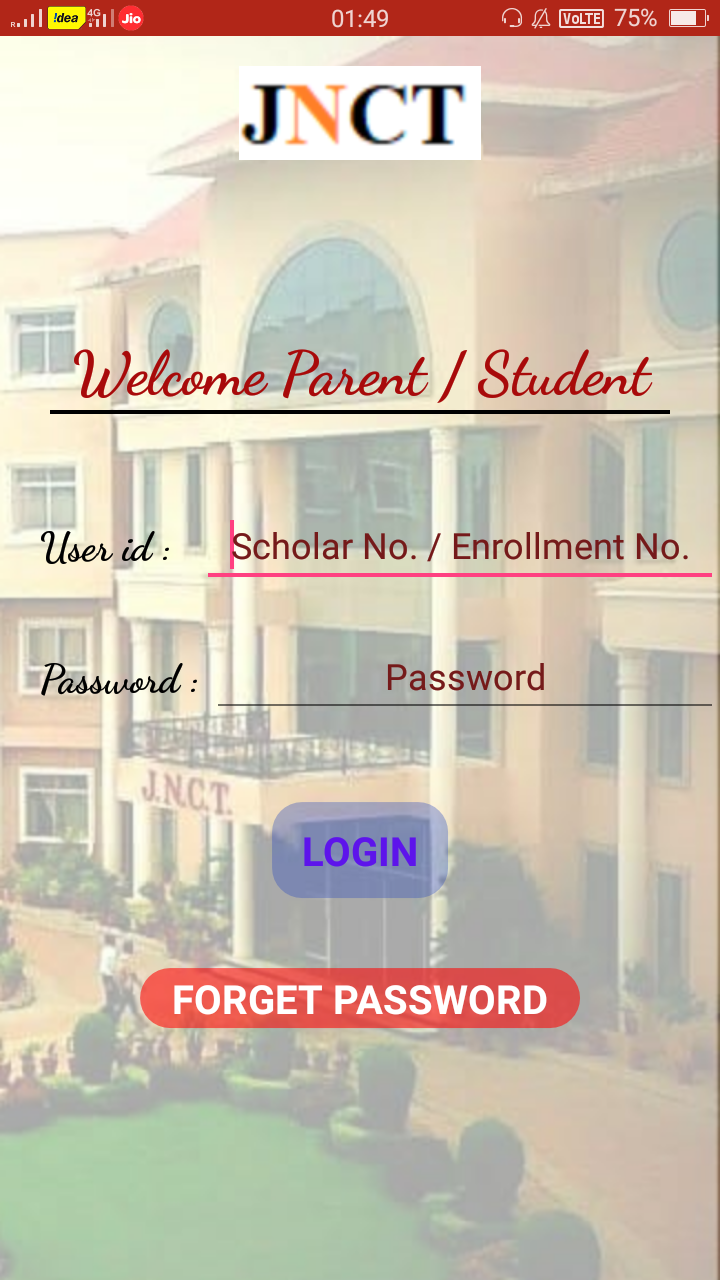 R !dea 4G Jio 01:49 VoLTE 75%
JNCT
Welcome Parent / Student
User id : Scholar No. / Enrollment No.
Password : Password
J.N.C.T.
LOGIN
FORGET PASSWORD